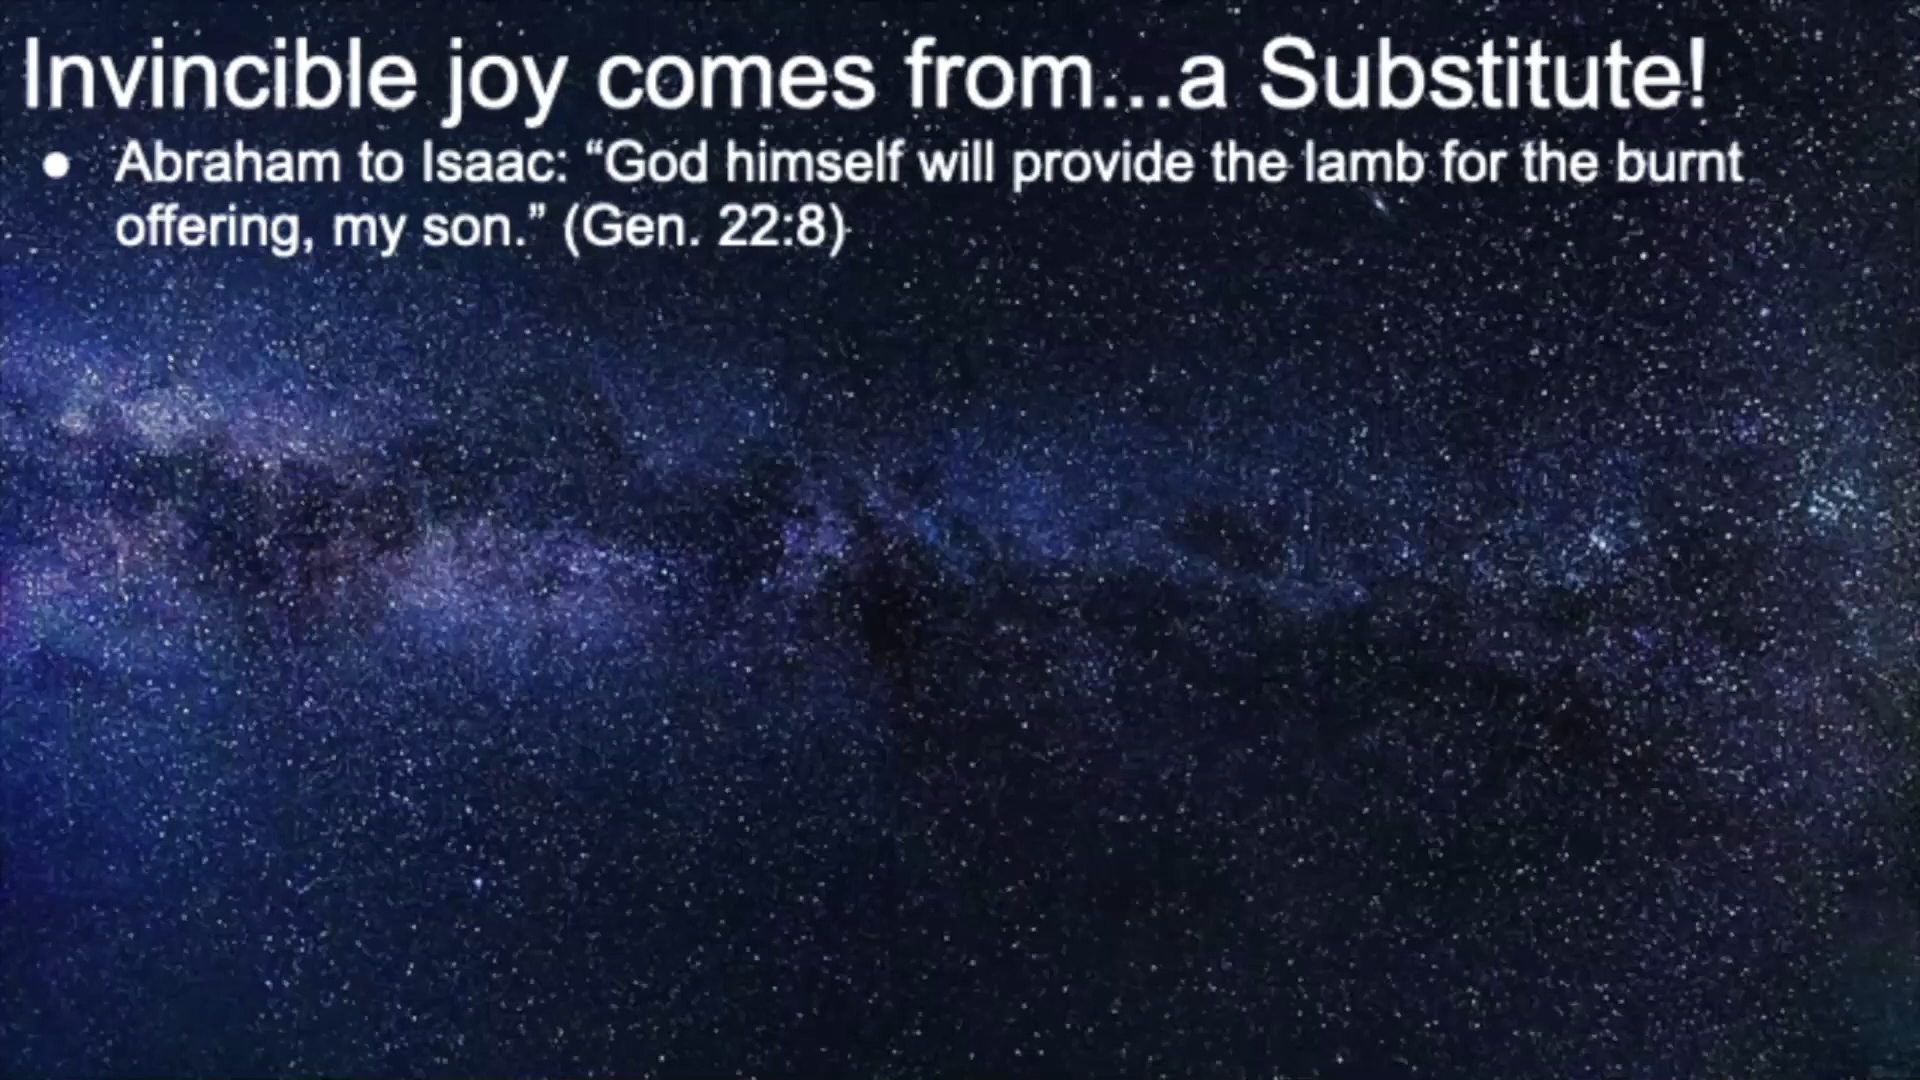 Invincible joy comes from...a Substitute!
● Abraham to Isaac: “God himself will provide the lamb for the burnt
offering, my son.” (Gen. 22:8)